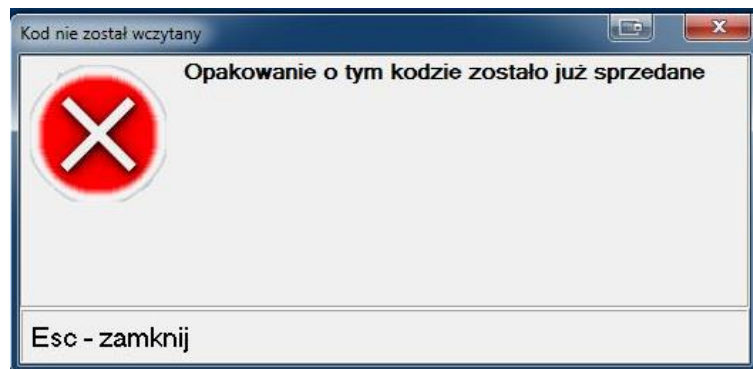 Kod nie został wczytany
Opakowanie o tym kodzie zostało już sprzedane
Esc - zamknij